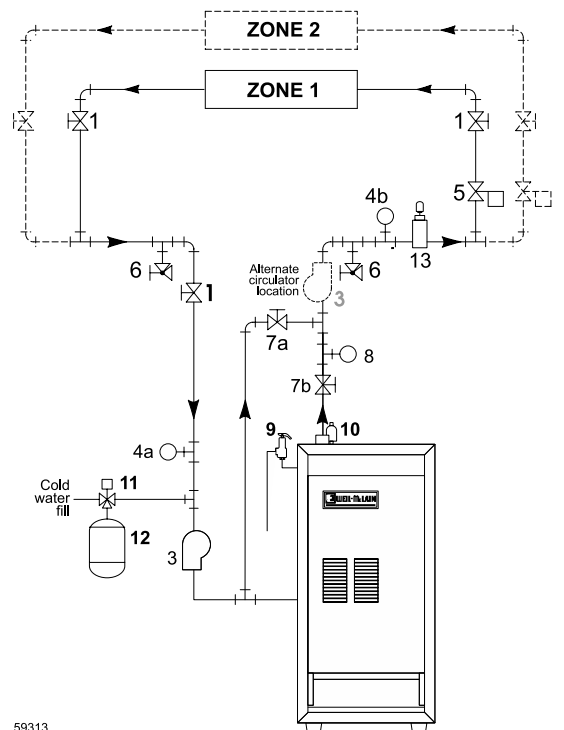 ZONE 2
ZONE 1
1
1
5
4b
6
13
6
1
Alternate
circulator
location
3
7a
8
7b
9
10
4a
11
Cold
water
fill
12
3
WEIL-McLAIN
59313